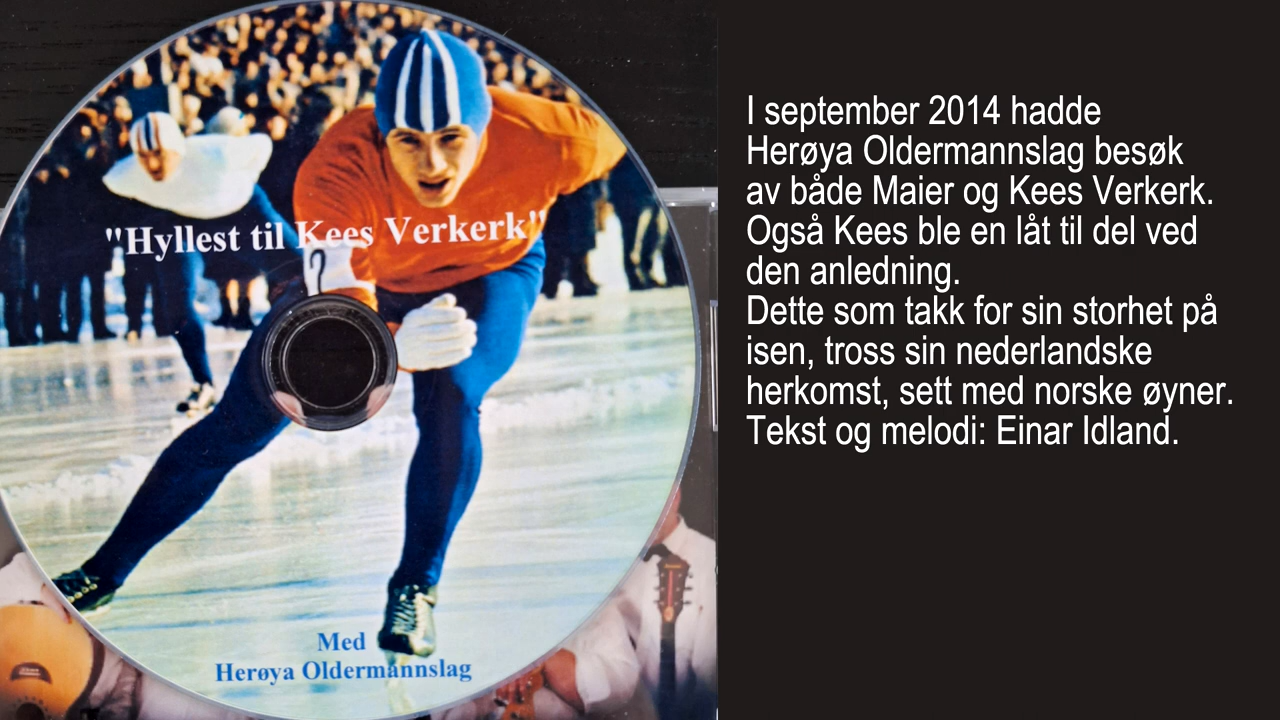 "Hyllest til Kees Verkerk"
2
Med
Herøya Oldermannslag
I september 2014 hadde
Herøya Oldermannslag besøk
av både Maier og Kees Verkerk.
Også Kees ble en låt til del ved
den anledning.
Dette som takk for sin storhet på
isen, tross sin nederlandske
herkomst, sett med norske øyner.
Tekst og melodi: Einar Idland.